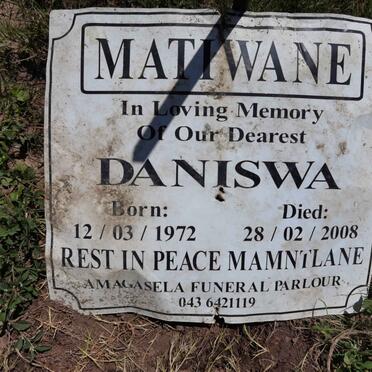 MATIWANE
In Loving Memory
Of Our Dearest
DANISWA
Born: Died:
12 / 03 / 1972 28 / 02 / 2008
REST IN PEACE MAMNTLANE
AMAGASELA FUNERAL PARLOUR
043 6421119